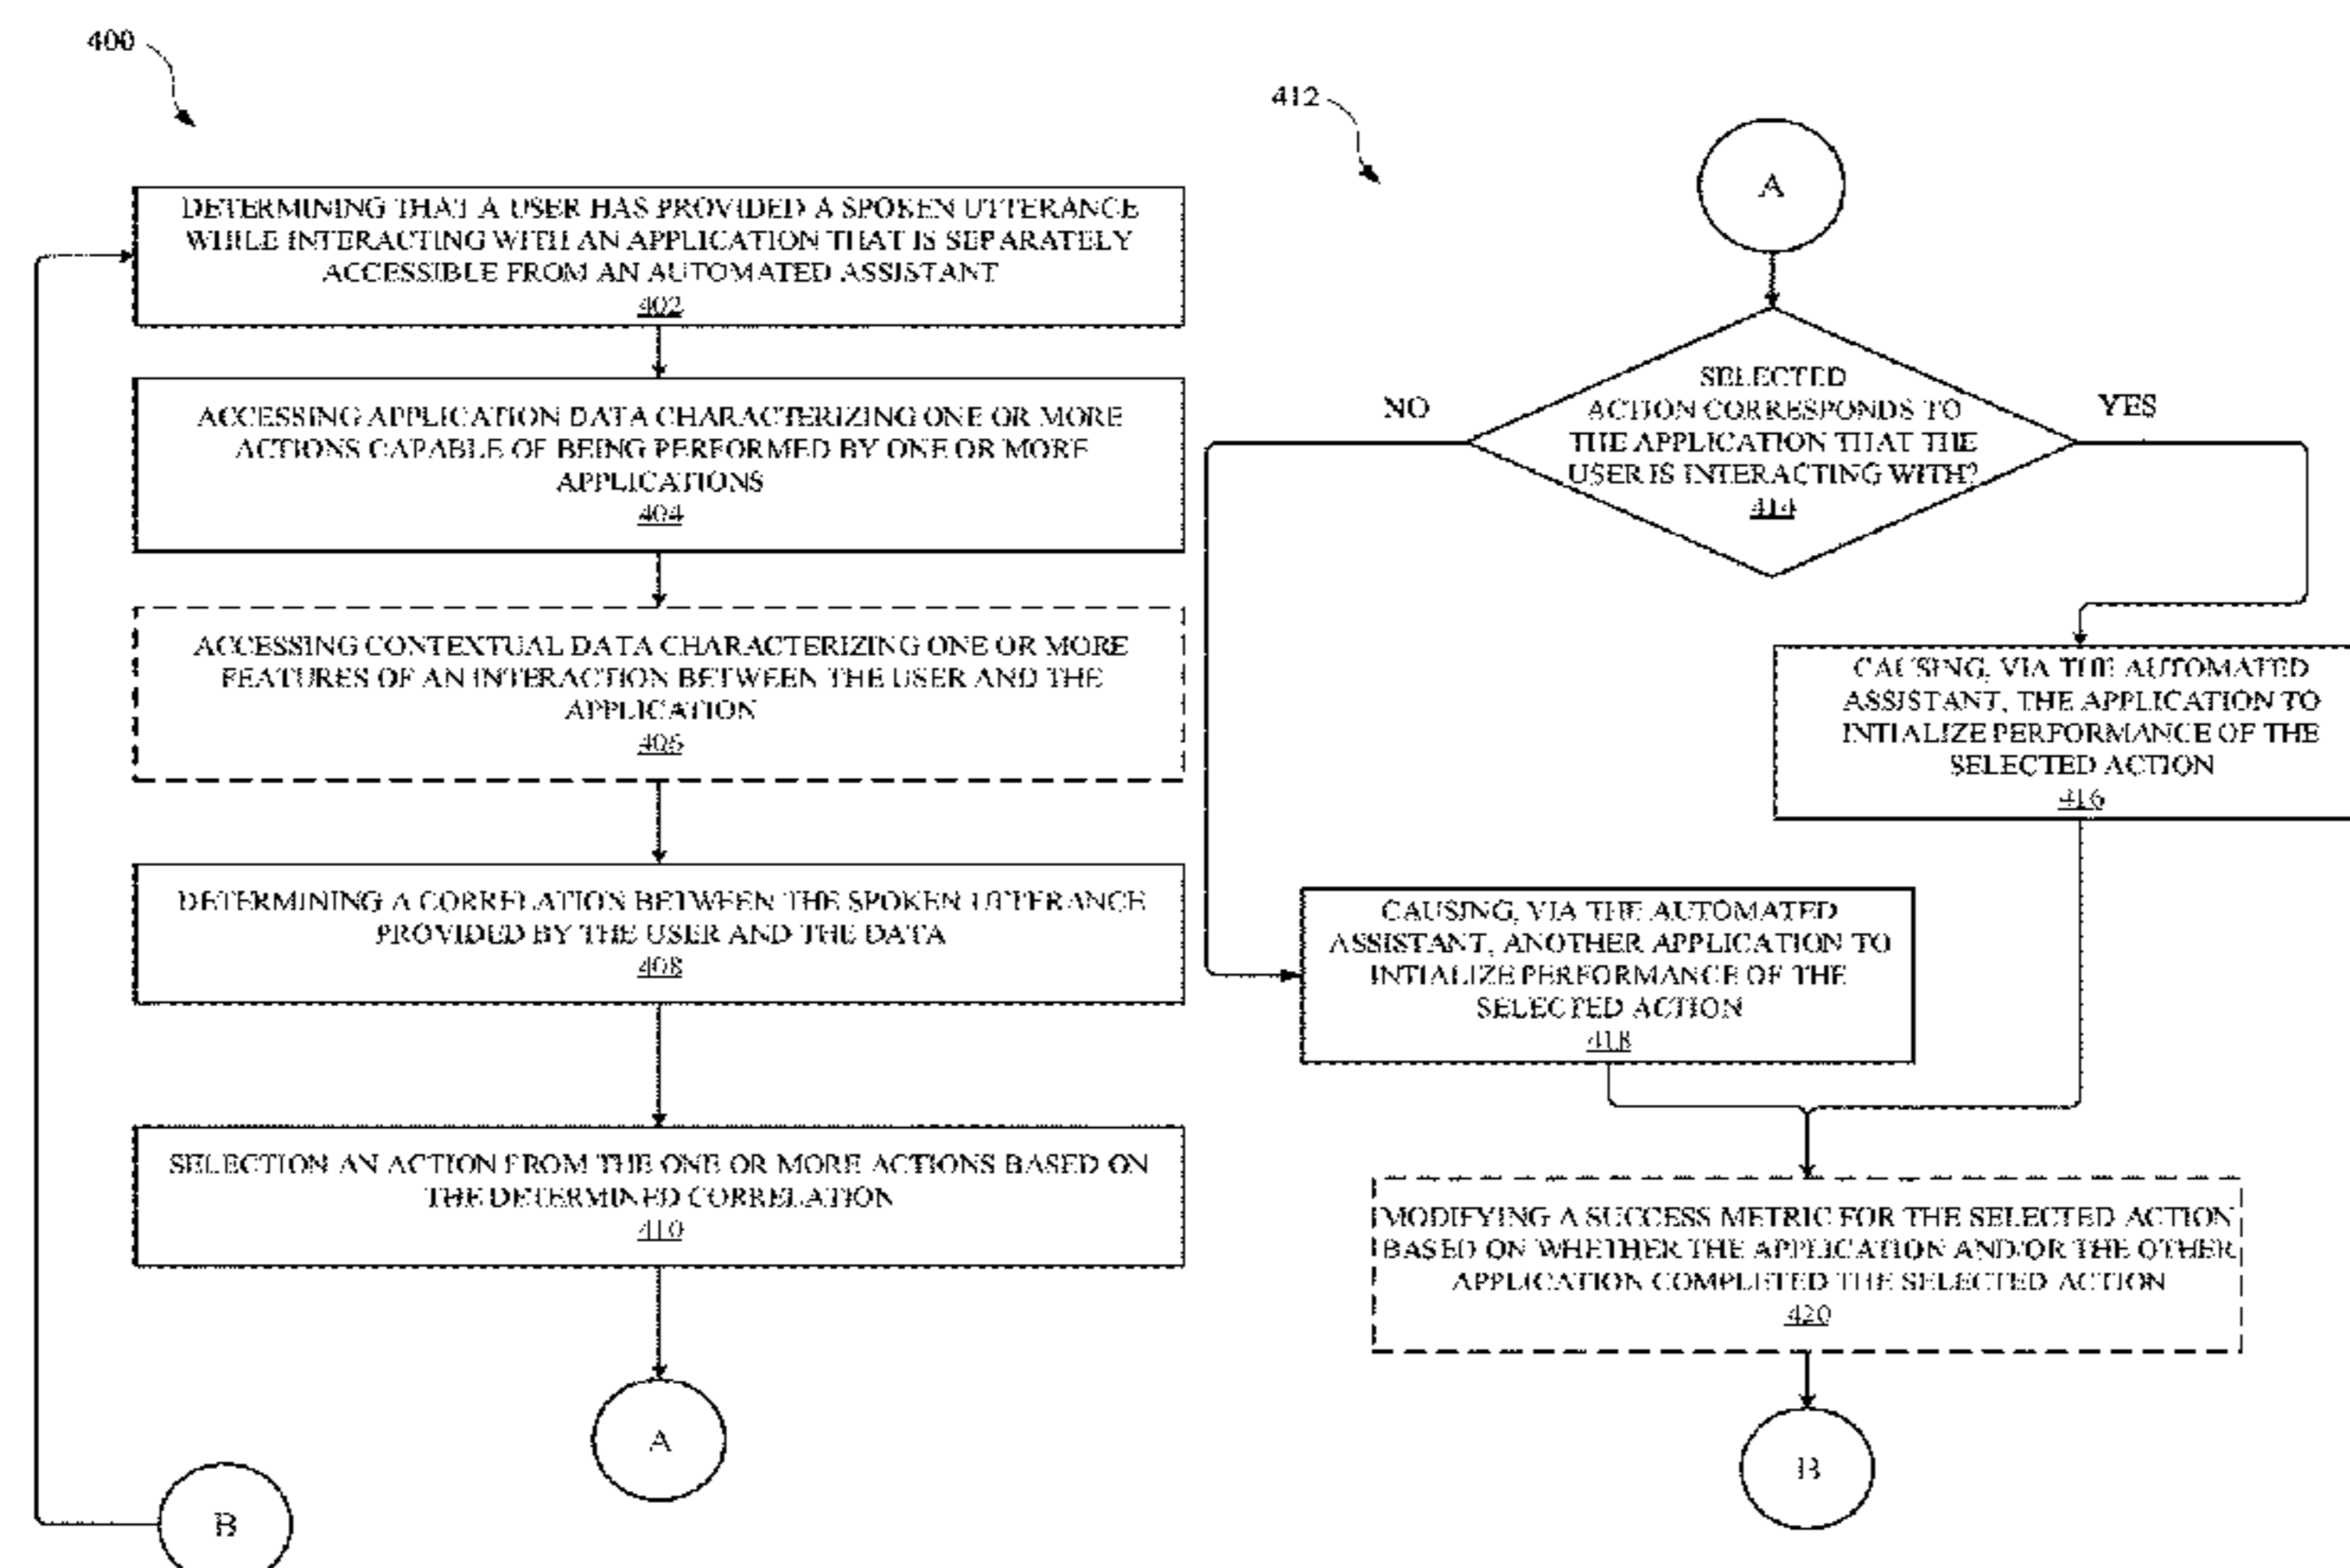 400
DETERMINING THAT A USER HAS PROVIDED A SPOKEN UTTERANCE
WHILE INTERACTING WITH AN APPLICATION THAT IS SEPARATELY
ACCESSIBLE FROM AN AUTOMATED ASSISTANT
402
ACCESSING APPLICATION DATA CHARACTERIZING ONE OR MORE
ACTIONS CAPABLE OF BEING PERFORMED BY ONE OR MORE
APPLICATIONS
404
ACCESSING CONTEXTUAL DATA CHARACTERIZING ONE OR MORE
FEATURES OF AN INTERACTION BETWEEN THE USER AND THE
APPLICATION
406
DETERMINING A CORRELATION BETWEEN THE SPOKEN UTTERANCE
PROVIDED BY THE USER AND THE DATA
408
SELECTION AN ACTION FROM THE ONE OR MORE ACTIONS BASED ON
THE DETERMINED CORRELATION
410
A
B
412
A
SELECTED
ACTION CORRESPONDS TO
THE APPLICATION THAT THE
USER IS INTERACTING WITH?
414
NO
YES
CAUSING, VIA THE AUTOMATED
ASSISTANT, THE APPLICATION TO
INTIALIZE PERFORMANCE OF THE
SELECTED ACTION
416
CAUSING, VIA THE AUTOMATED
ASSISTANT, ANOTHER APPLICATION TO
INTIALIZE PERFORMANCE OF THE
SELECTED ACTION
418
MODIFYING A SUCCESS METRIC FOR THE SELECTED ACTION
BASED ON WHETHER THE APPLICATION AND/OR THE OTHER
APPLICATION COMPLETED THE SELECTED ACTION
420
B